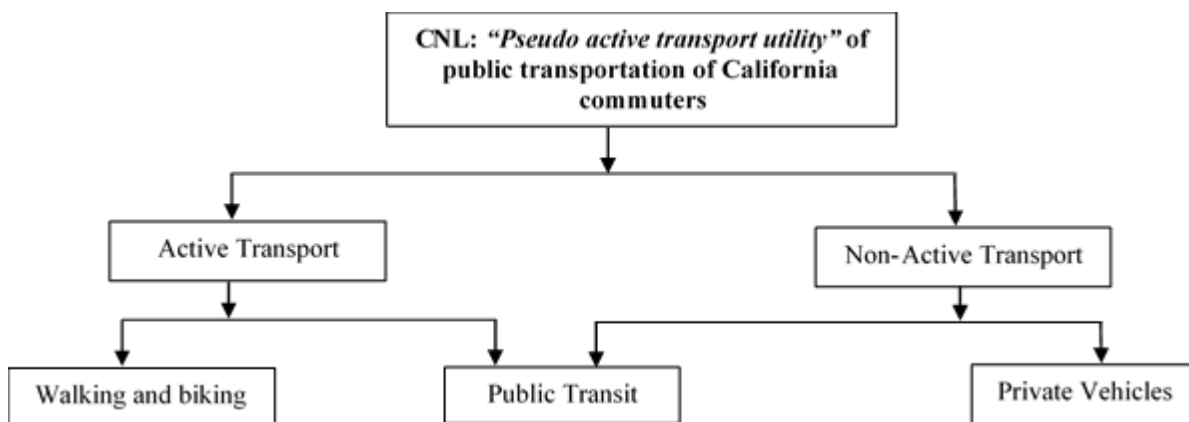 CNL: “Pseudo active transport utility” of
public transportation of California
commuters
Active Transport
Non-Active Transport
Walking and biking
Public Transit
Private Vehicles